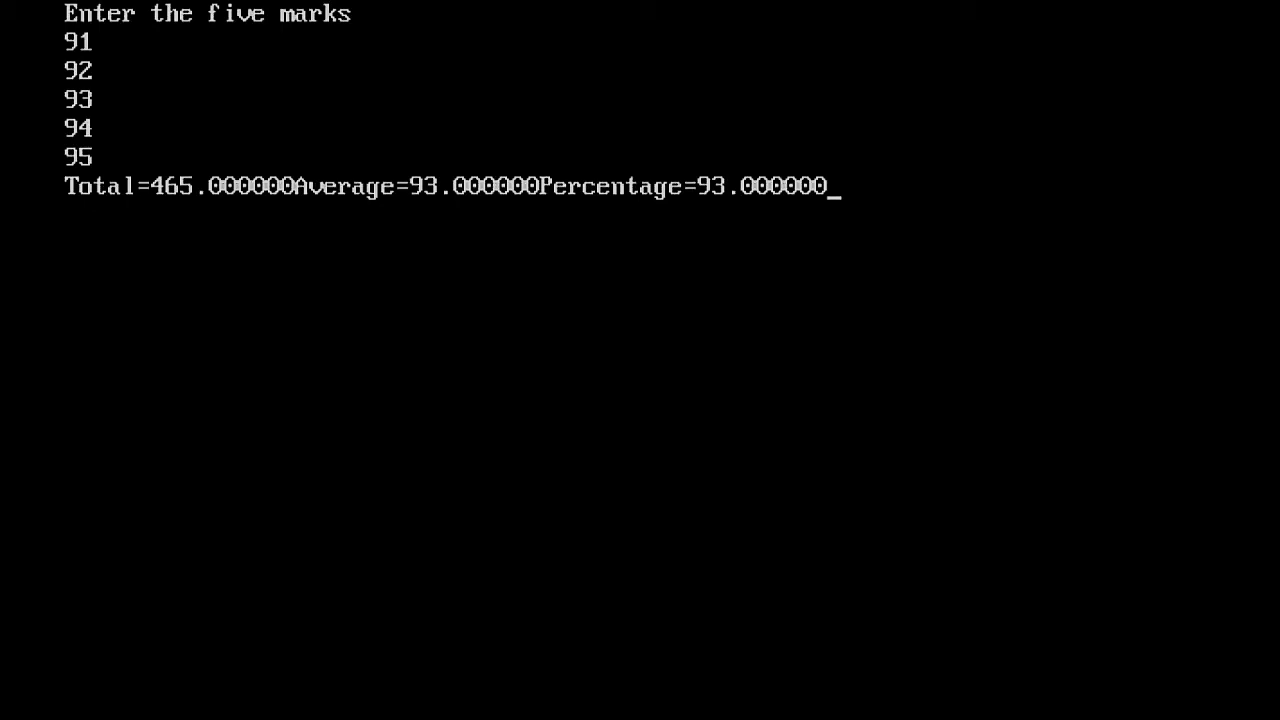 Enter the five marks
91
92
93
94
95
Total=465.000000Average=93.000000Percentage=93.000000_